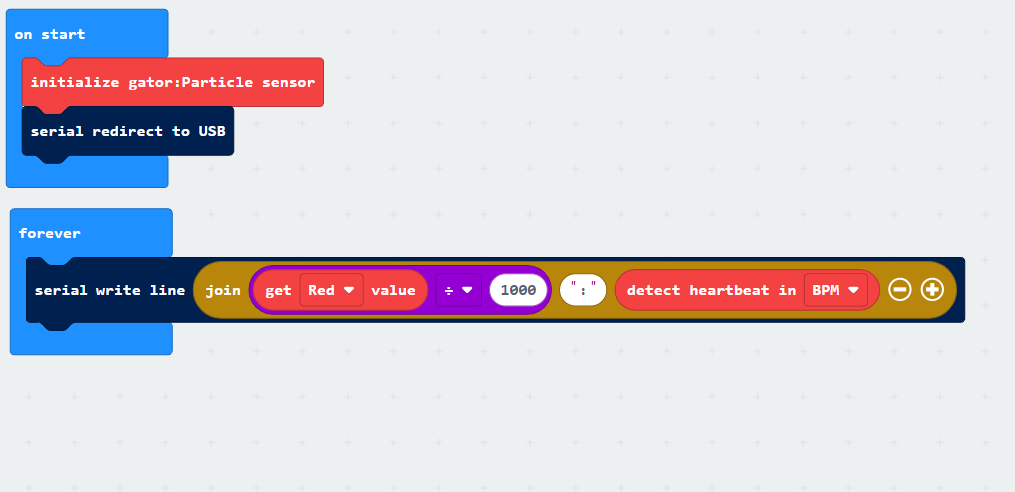 on start
initialize gator:Particle sensor
serial redirect to USB
forever
serial write line join get Red value ÷ 1000 ":" detect heartbeat in BPM